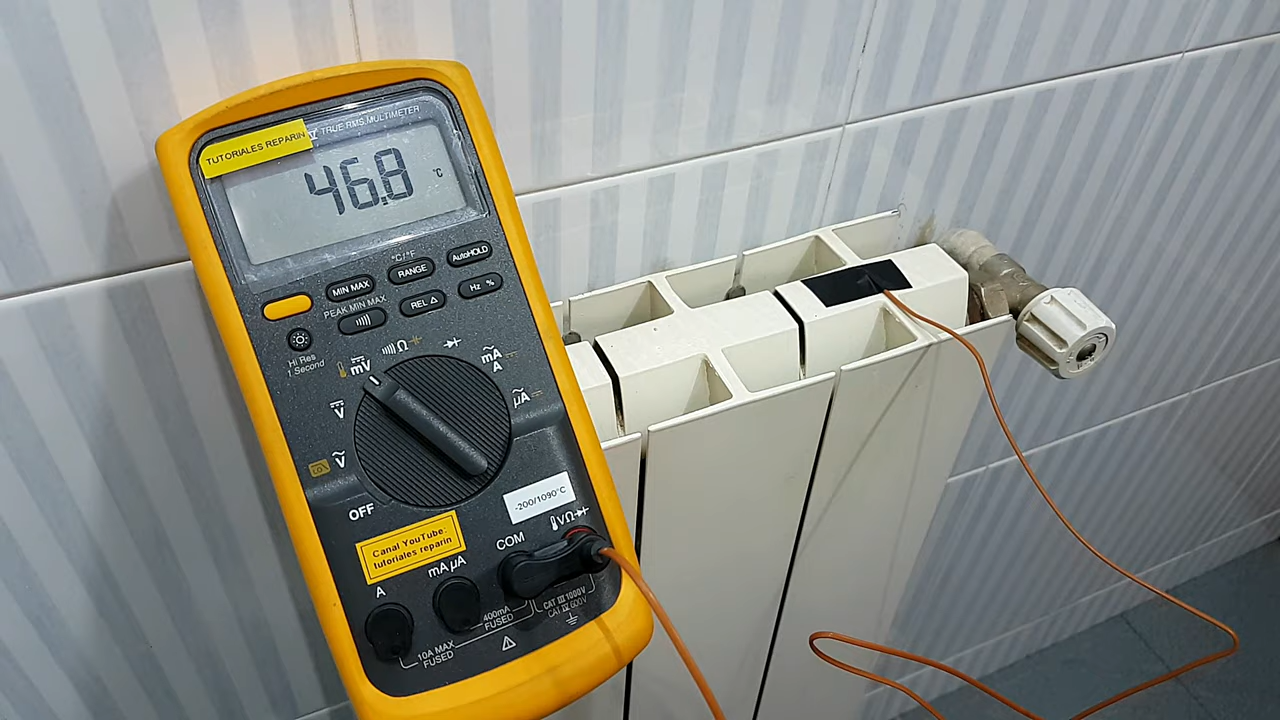 TUTORIALES REPARIN
V TRUE RMS MULTIMETER
46.8 °C
°C/°F
MIN MAX
RANGE
AutoHOLD
PEAK MIN MAX
REL Δ
Hz %
Hi Res
1 Second
mV
Ω
mA
A
V
µA
V
OFF
-200/1090°C
Canal YouTube:
tutoriales reparin
COM
VΩ
A
mA µA
400mA
FUSED
CAT III 1000V
CAT IV 600V
10A MAX
FUSED